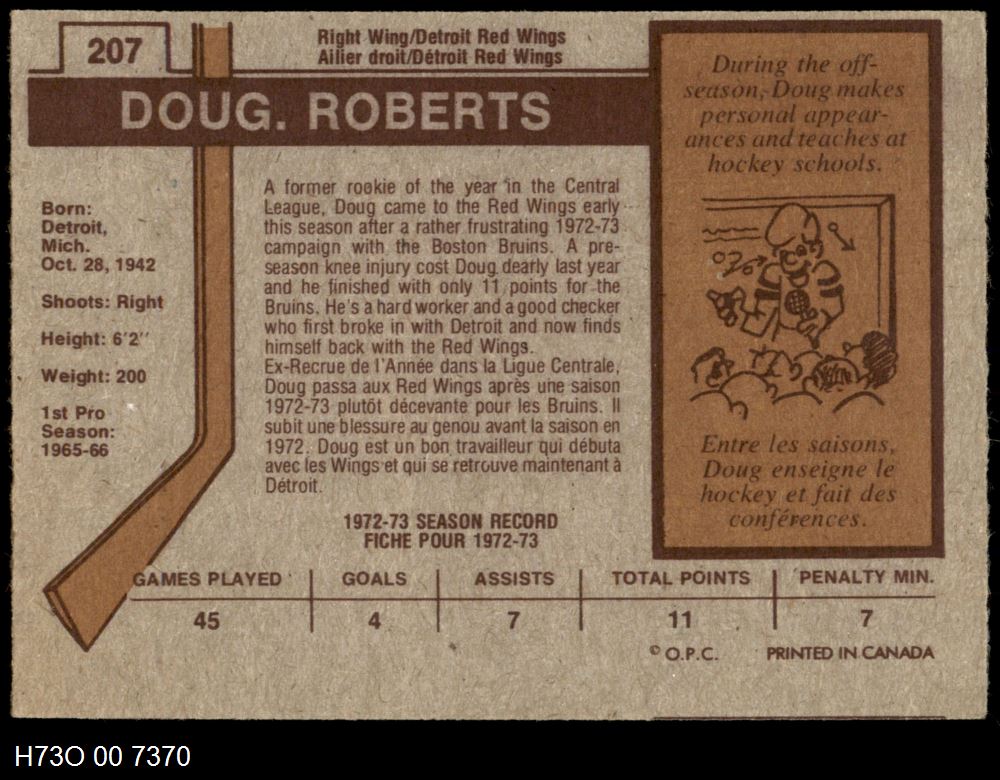 207
Right Wing/Detroit Red Wings
Ailier droit/Détroit Red Wings
DOUG. ROBERTS
Born:
Detroit,
Mich.
Oct. 28, 1942
Shoots: Right
Height: 6'2''
Weight: 200
1st Pro
Season:
1965-66
A former rookie of the year in the Central
League, Doug came to the Red Wings early
this season after a rather frustrating 1972-73
campaign with the Boston Bruins. A pre-
season knee injury cost Doug dearly last year
and he finished with only 11 points for the
Bruins. He's a hard worker and a good checker
who first broke in with Detroit and now finds
himself back with the Red Wings.
Ex-Recrue de l'Année dans la Ligue Centrale,
Doug passa aux Red Wings après une saison
1972-73 plutôt décevante pour les Bruins. Il
subit une blessure au genou avant la saison en
1972. Doug est un bon travailleur qui débuta
avec les Wings et qui se retrouve maintenant à
Détroit.
During the off-
season, Doug makes
personal appear-
ances and teaches at
hockey schools.
Entre les saisons,
Doug enseigne le
hockey et fait des
conférences.
1972-73 SEASON RECORD
FICHE POUR 1972-73
GAMES PLAYED GOALS ASSISTS TOTAL POINTS PENALTY MIN.
45 4 7 11 7
© O.P.C. PRINTED IN CANADA
H73O 00 7370